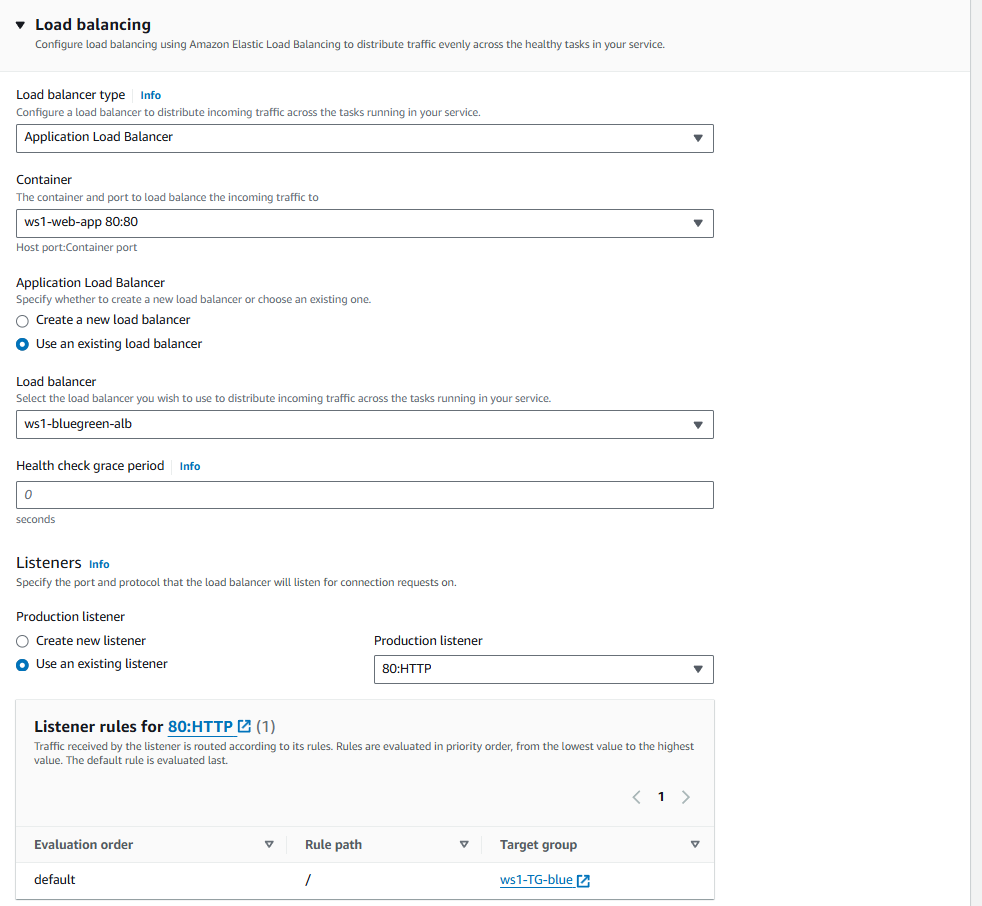 Load balancing
Configure load balancing using Amazon Elastic Load Balancing to distribute traffic evenly across the healthy tasks in your service.
Load balancer type Info
Configure a load balancer to distribute incoming traffic across the tasks running in your service.
Application Load Balancer
Container
The container and port to load balance the incoming traffic to
ws1-web-app 80:80
Host port:Container port
Application Load Balancer
Specify whether to create a new load balancer or choose an existing one.
Create a new load balancer
Use an existing load balancer
Load balancer
Select the load balancer you wish to use to distribute incoming traffic across the tasks running in your service.
ws1-bluegreen-alb
Health check grace period Info
0
seconds
Listeners Info
Specify the port and protocol that the load balancer will listen for connection requests on.
Production listener
Create new listener
Use an existing listener
Production listener
80:HTTP
Listener rules for 80:HTTP (1)
Traffic received by the listener is routed according to its rules. Rules are evaluated in priority order, from the lowest value to the highest
value. The default rule is evaluated last.
1
Evaluation order Rule path Target group
default / ws1-TG-blue